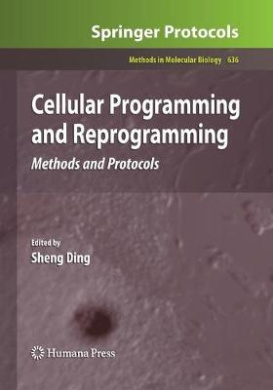 Springer Protocols
Methods in Molecular Biology 636
Cellular Programming
and Reprogramming
Methods and Protocols
Edited by
Sheng Ding
Humana Press